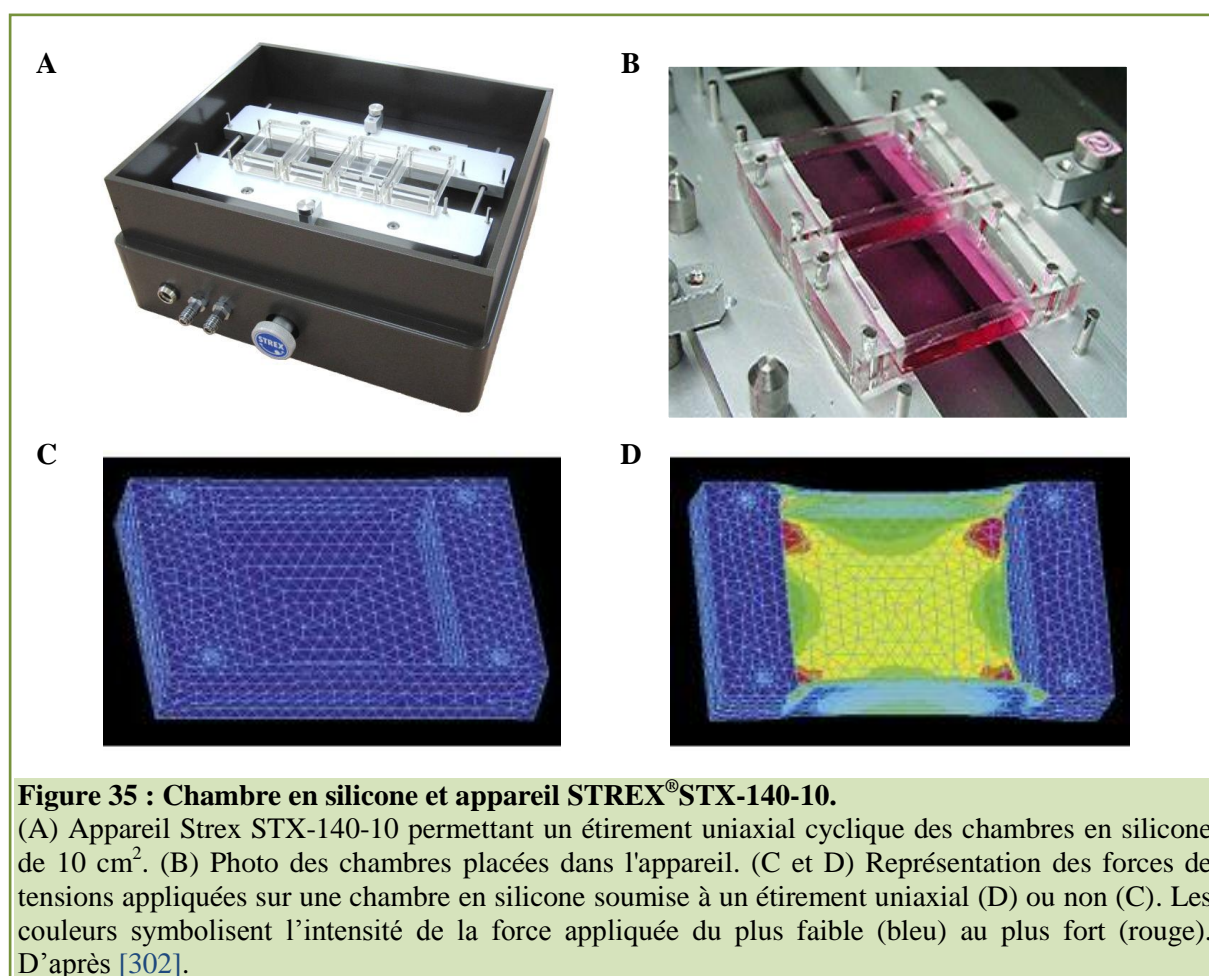 A
B
STREX
C
D
Figure 35 : Chambre en silicone et appareil STREX®STX-140-10.
(A) Appareil Strex STX-140-10 permettant un étirement uniaxial cyclique des chambres en silicone
de 10 cm². (B) Photo des chambres placées dans l'appareil. (C et D) Représentation des forces de
tensions appliquées sur une chambre en silicone soumise à un étirement uniaxial (D) ou non (C). Les
couleurs symbolisent l’intensité de la force appliquée du plus faible (bleu) au plus fort (rouge).
D’après [302].